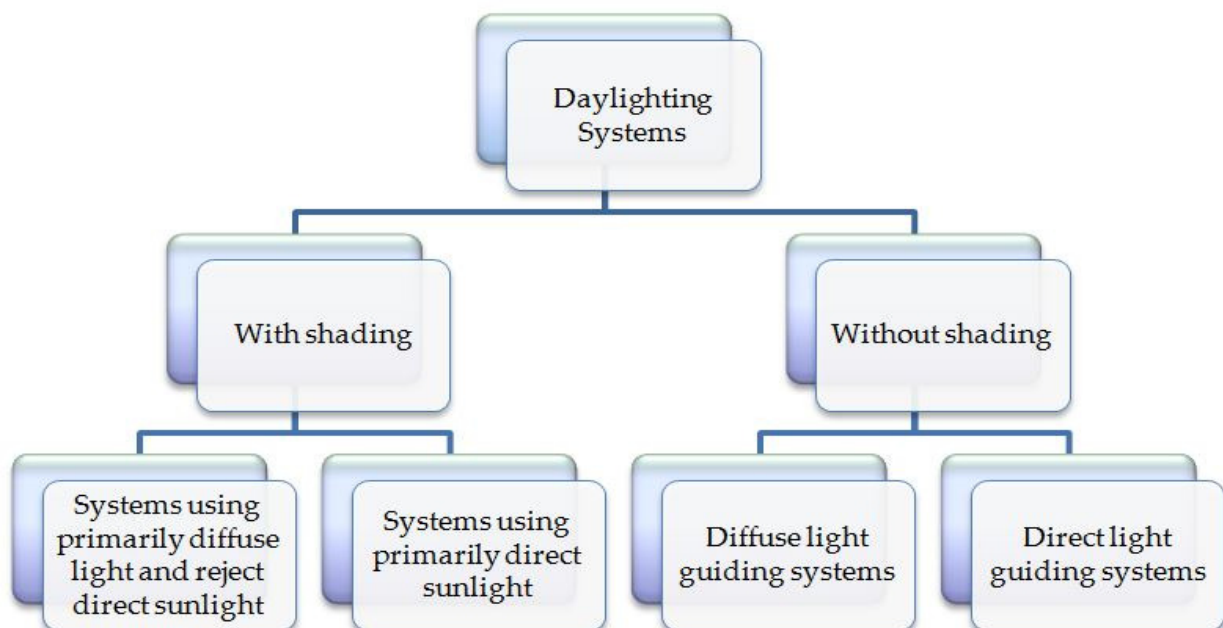 Daylighting
Systems
With shading
Without shading
Systems using
primarily diffuse
light and reject
direct sunlight
Systems using
primarily direct
sunlight
Diffuse light
guiding systems
Direct light
guiding systems